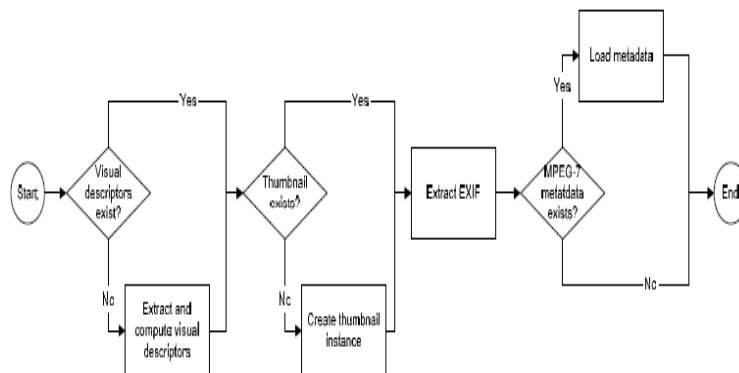 Start
Visual
descriptors
exist?
Yes
No
Extract and
compute visual
descriptors
Thumbnail
exists?
Yes
No
Create thumbnail
instance
Extract EXIF
MPEG-7
metatdata
exists?
Yes
Load metadata
No
End